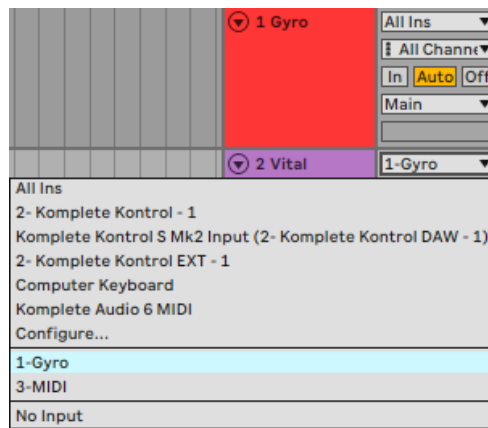 1 Gyro
All Ins
All Channe
In Auto Off
Main
2 Vital
1-Gyro
All Ins
2- Komplete Kontrol - 1
Komplete Kontrol S Mk2 Input (2- Komplete Kontrol DAW - 1)
2- Komplete Kontrol EXT - 1
Computer Keyboard
Komplete Audio 6 MIDI
Configure...
1-Gyro
3-MIDI
No Input